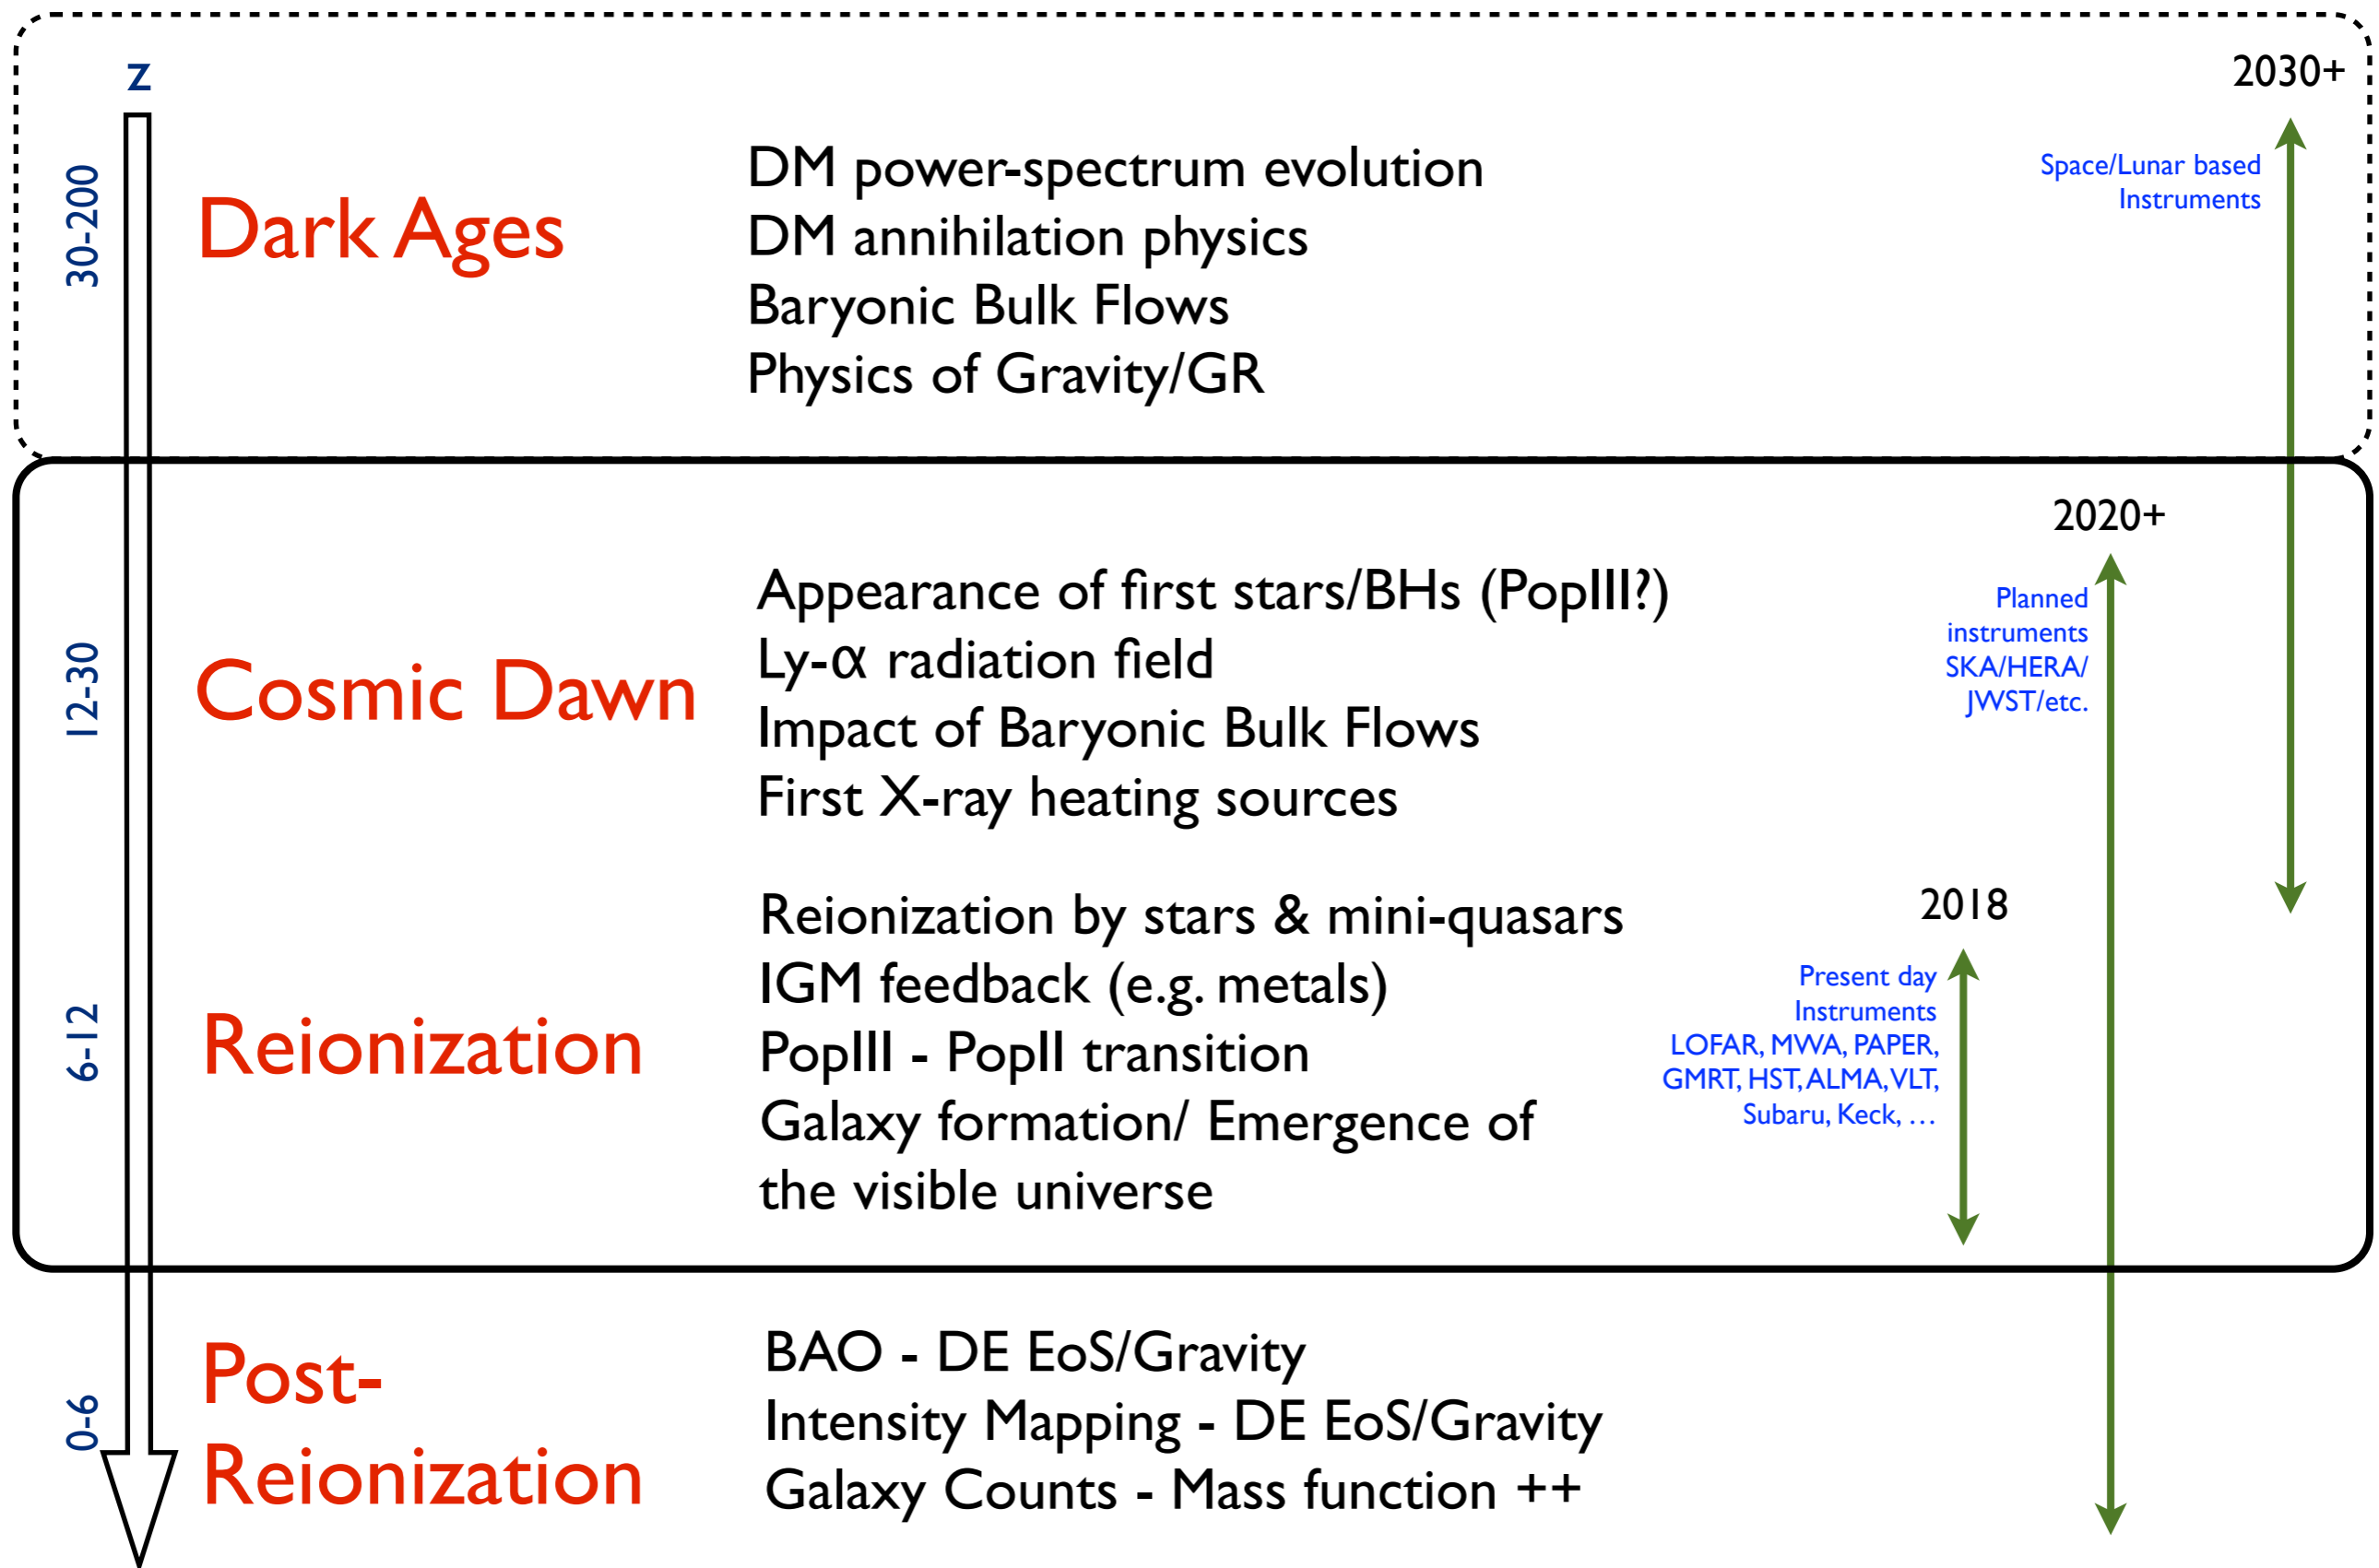 z
2030+
30-200
Dark Ages
DM power-spectrum evolution
DM annihilation physics
Baryonic Bulk Flows
Physics of Gravity/GR
Space/Lunar based
Instruments
2020+
12-30
Cosmic Dawn
Appearance of first stars/BHs (PopIII?)
Ly-α radiation field
Impact of Baryonic Bulk Flows
First X-ray heating sources
Planned
instruments
SKA/HERA/
JWST/etc.
2018
6-12
Reionization
Reionization by stars & mini-quasars
IGM feedback (e.g. metals)
PopIII - PopII transition
Galaxy formation/ Emergence of
the visible universe
Present day
Instruments
LOFAR, MWA, PAPER,
GMRT, HST, ALMA, VLT,
Subaru, Keck, …
0-6
Post-
Reionization
BAO - DE EoS/Gravity
Intensity Mapping - DE EoS/Gravity
Galaxy Counts - Mass function ++